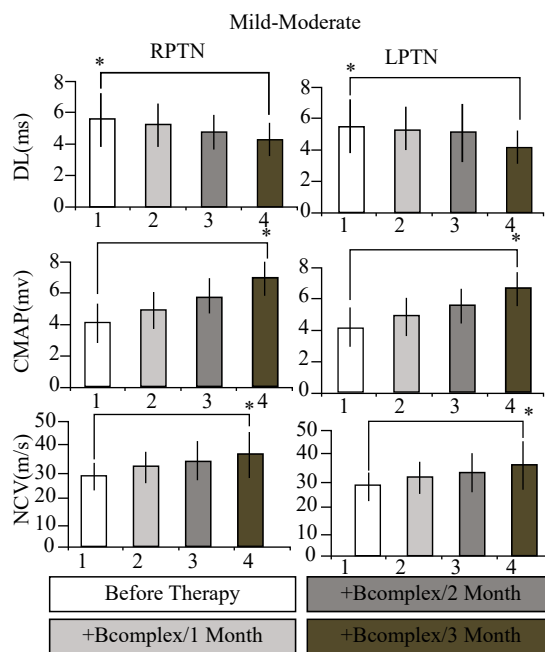 Mild-Moderate
RPTN
LPTN
DL(ms)
8
6
4
2
0
*
1 2 3 4
8
6
4
2
0
*
1 2 3 4
CMAP(mv)
8
6
4
2
0
*
1 2 3 4
8
6
4
2
0
*
1 2 3 4
NCV(m/s)
50
40
30
20
10
0
*
1 2 3 4
50
40
30
20
10
0
*
1 2 3 4
Before Therapy
+Bcomplex/2 Month
+Bcomplex/1 Month
+Bcomplex/3 Month